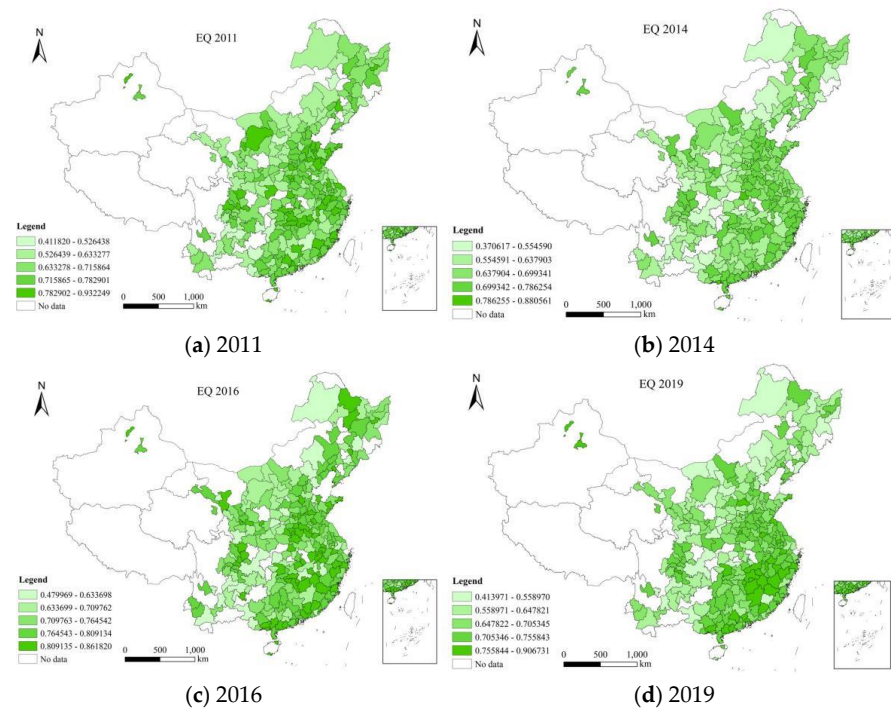 EQ 2011
N
Legend
0.411820 - 0.526438
0.526439 - 0.633277
0.633278 - 0.715864
0.715865 - 0.782901
0.782902 - 0.932249
No data
0 500 1,000
km
(a) 2011
EQ 2014
N
Legend
0.370617 - 0.554590
0.554591 - 0.637903
0.637904 - 0.699341
0.699342 - 0.786254
0.786255 - 0.880561
No data
0 500 1,000
km
(b) 2014
EQ 2016
N
Legend
0.479969 - 0.633698
0.633699 - 0.709762
0.709763 - 0.764542
0.764543 - 0.809134
0.809135 - 0.861820
No data
0 500 1,000
km
(c) 2016
EQ 2019
N
Legend
0.413971 - 0.558970
0.558971 - 0.647821
0.647822 - 0.705345
0.705346 - 0.755843
0.755844 - 0.906731
No data
0 500 1,000
km
(d) 2019